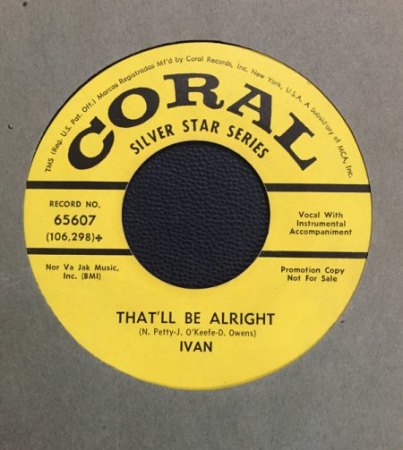 TMS (Reg. U.S. Pat. Off.) Marcas Registradas Mf'd by Coral Records, Inc. New York, U.S.A. A Subsidiary of MCA, Inc.
CORAL
SILVER STAR SERIES
RECORD NO.
65607
(106,298)+
Vocal With
Instrumental
Accompaniment
Nor Va Jak Music,
Inc. (BMI)
Promotion Copy
Not For Sale
THAT'LL BE ALRIGHT
(N. Petty-J. O'Keefe-D. Owens)
IVAN